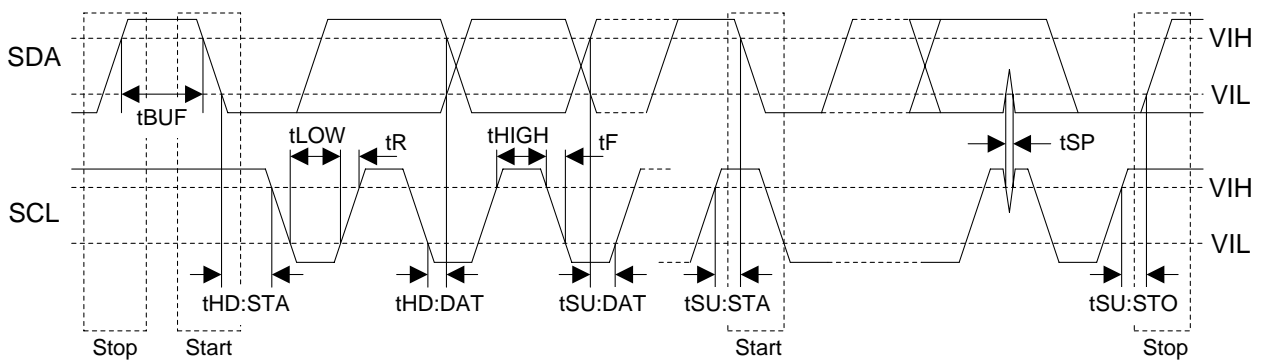 SDA
VIH
VIL
tBUF
tLOW
tR
tHIGH
tF
tSP
SCL
VIH
VIL
tHD:STA
tHD:DAT
tSU:DAT
tSU:STA
tSU:STO
Stop
Start
Start
Stop